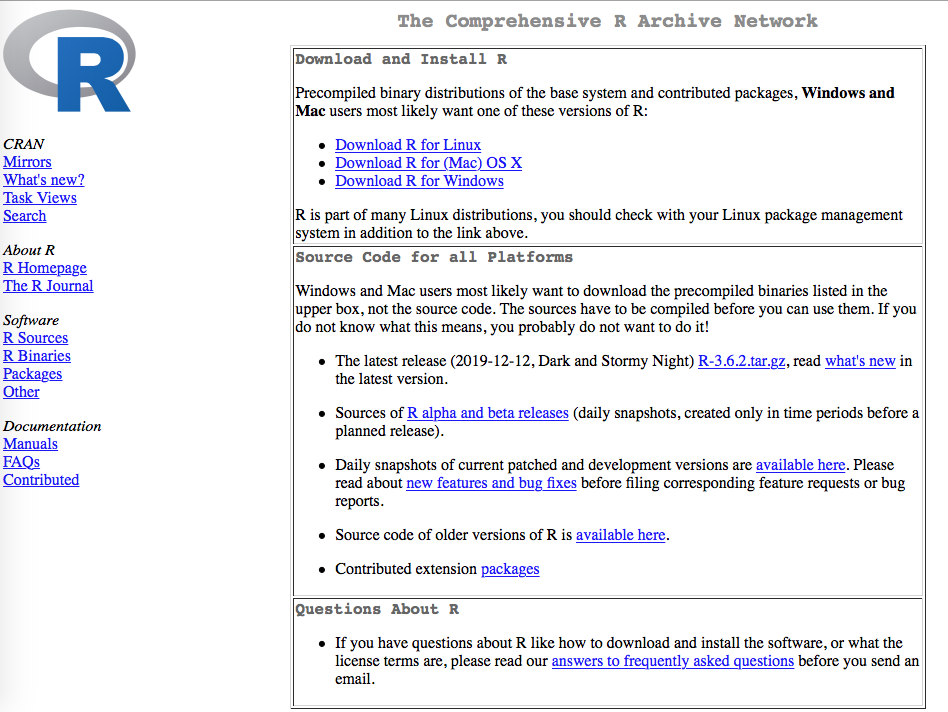 The Comprehensive R Archive Network
R
CRAN
Mirrors
What's new?
Task Views
Search
About R
R Homepage
The R Journal
Software
R Sources
R Binaries
Packages
Other
Documentation
Manuals
FAQs
Contributed
Download and Install R
Precompiled binary distributions of the base system and contributed packages, Windows and
Mac users most likely want one of these versions of R:
• Download R for Linux
• Download R for (Mac) OS X
• Download R for Windows
R is part of many Linux distributions, you should check with your Linux package management
system in addition to the link above.
Source Code for all Platforms
Windows and Mac users most likely want to download the precompiled binaries listed in the
upper box, not the source code. The sources have to be compiled before you can use them. If you
do not know what this means, you probably do not want to do it!
• The latest release (2019-12-12, Dark and Stormy Night) R-3.6.2.tar.gz, read what's new in
the latest version.
• Sources of R alpha and beta releases (daily snapshots, created only in time periods before a
planned release).
• Daily snapshots of current patched and development versions are available here. Please
read about new features and bug fixes before filing corresponding feature requests or bug
reports.
• Source code of older versions of R is available here.
• Contributed extension packages
Questions About R
• If you have questions about R like how to download and install the software, or what the
license terms are, please read our answers to frequently asked questions before you send an
email.